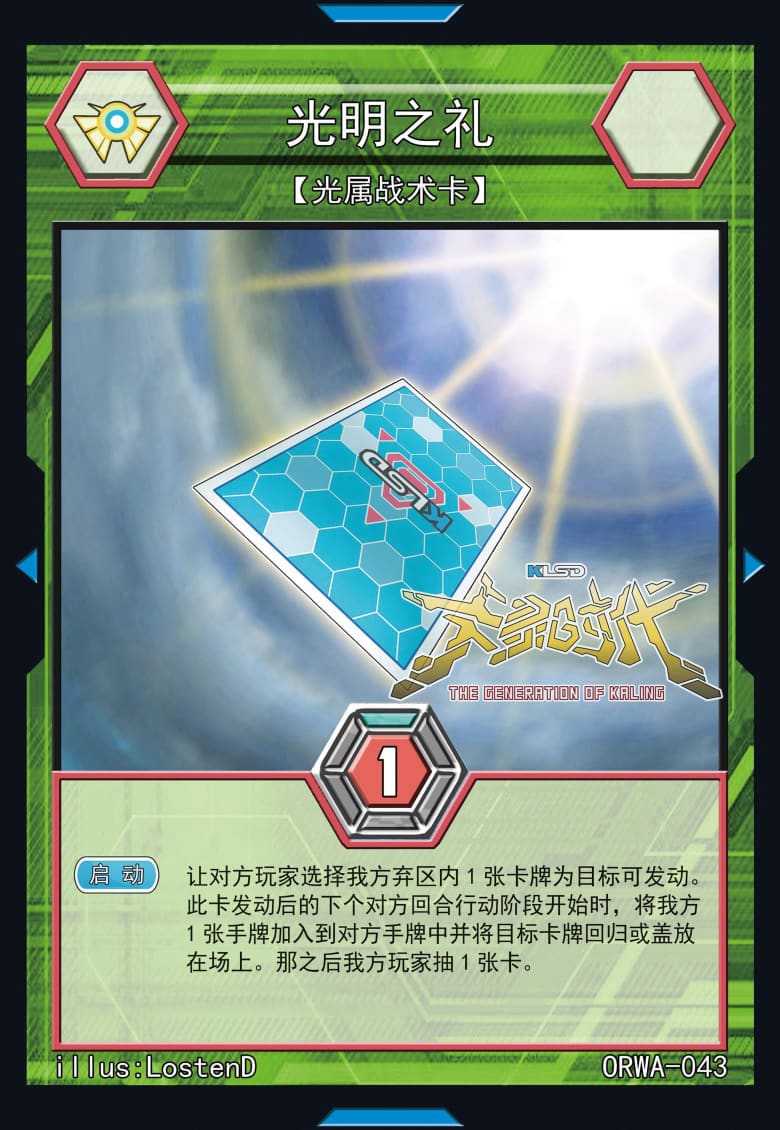 光明之礼
【光属战术卡】
KLSD
KLSD
THE GENERATION OF KALING
1
启动
让对方玩家选择我方弃区内1张卡牌为目标可发动。
此卡发动后的下个对方回合行动阶段开始时，将我方
1张手牌加入到对方手牌中并将目标卡牌回归或盖放
在场上。那之后我方玩家抽1张卡。
illus:LostenD
ORWA-043